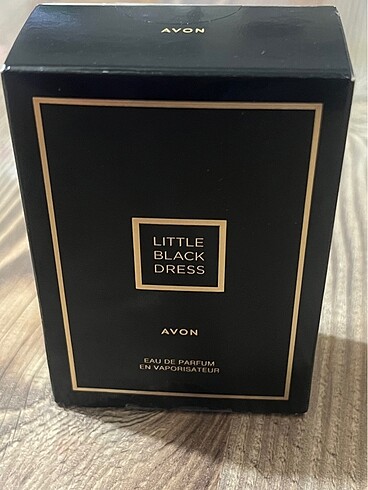 AVON
LITTLE
BLACK
DRESS
AVON
EAU DE PARFUM
EN VAPORISATEUR